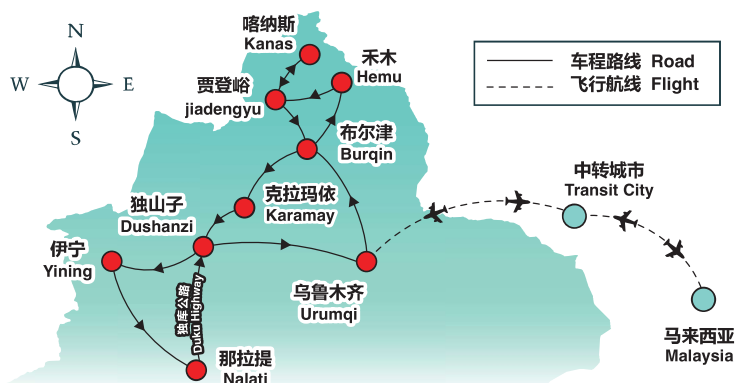 N
W
E
S
喀纳斯
Kanas
禾木
Hemu
贾登峪
jiadengyu
布尔津
Burqin
车程路线 Road
飞行航线 Flight
中转城市
Transit City
克拉玛依
Karamay
独山子
Dushanzi
伊宁
Yining
独库公路
Duku Highway
乌鲁木齐
Urumqi
那拉提
Nalati
马来西亚
Malaysia